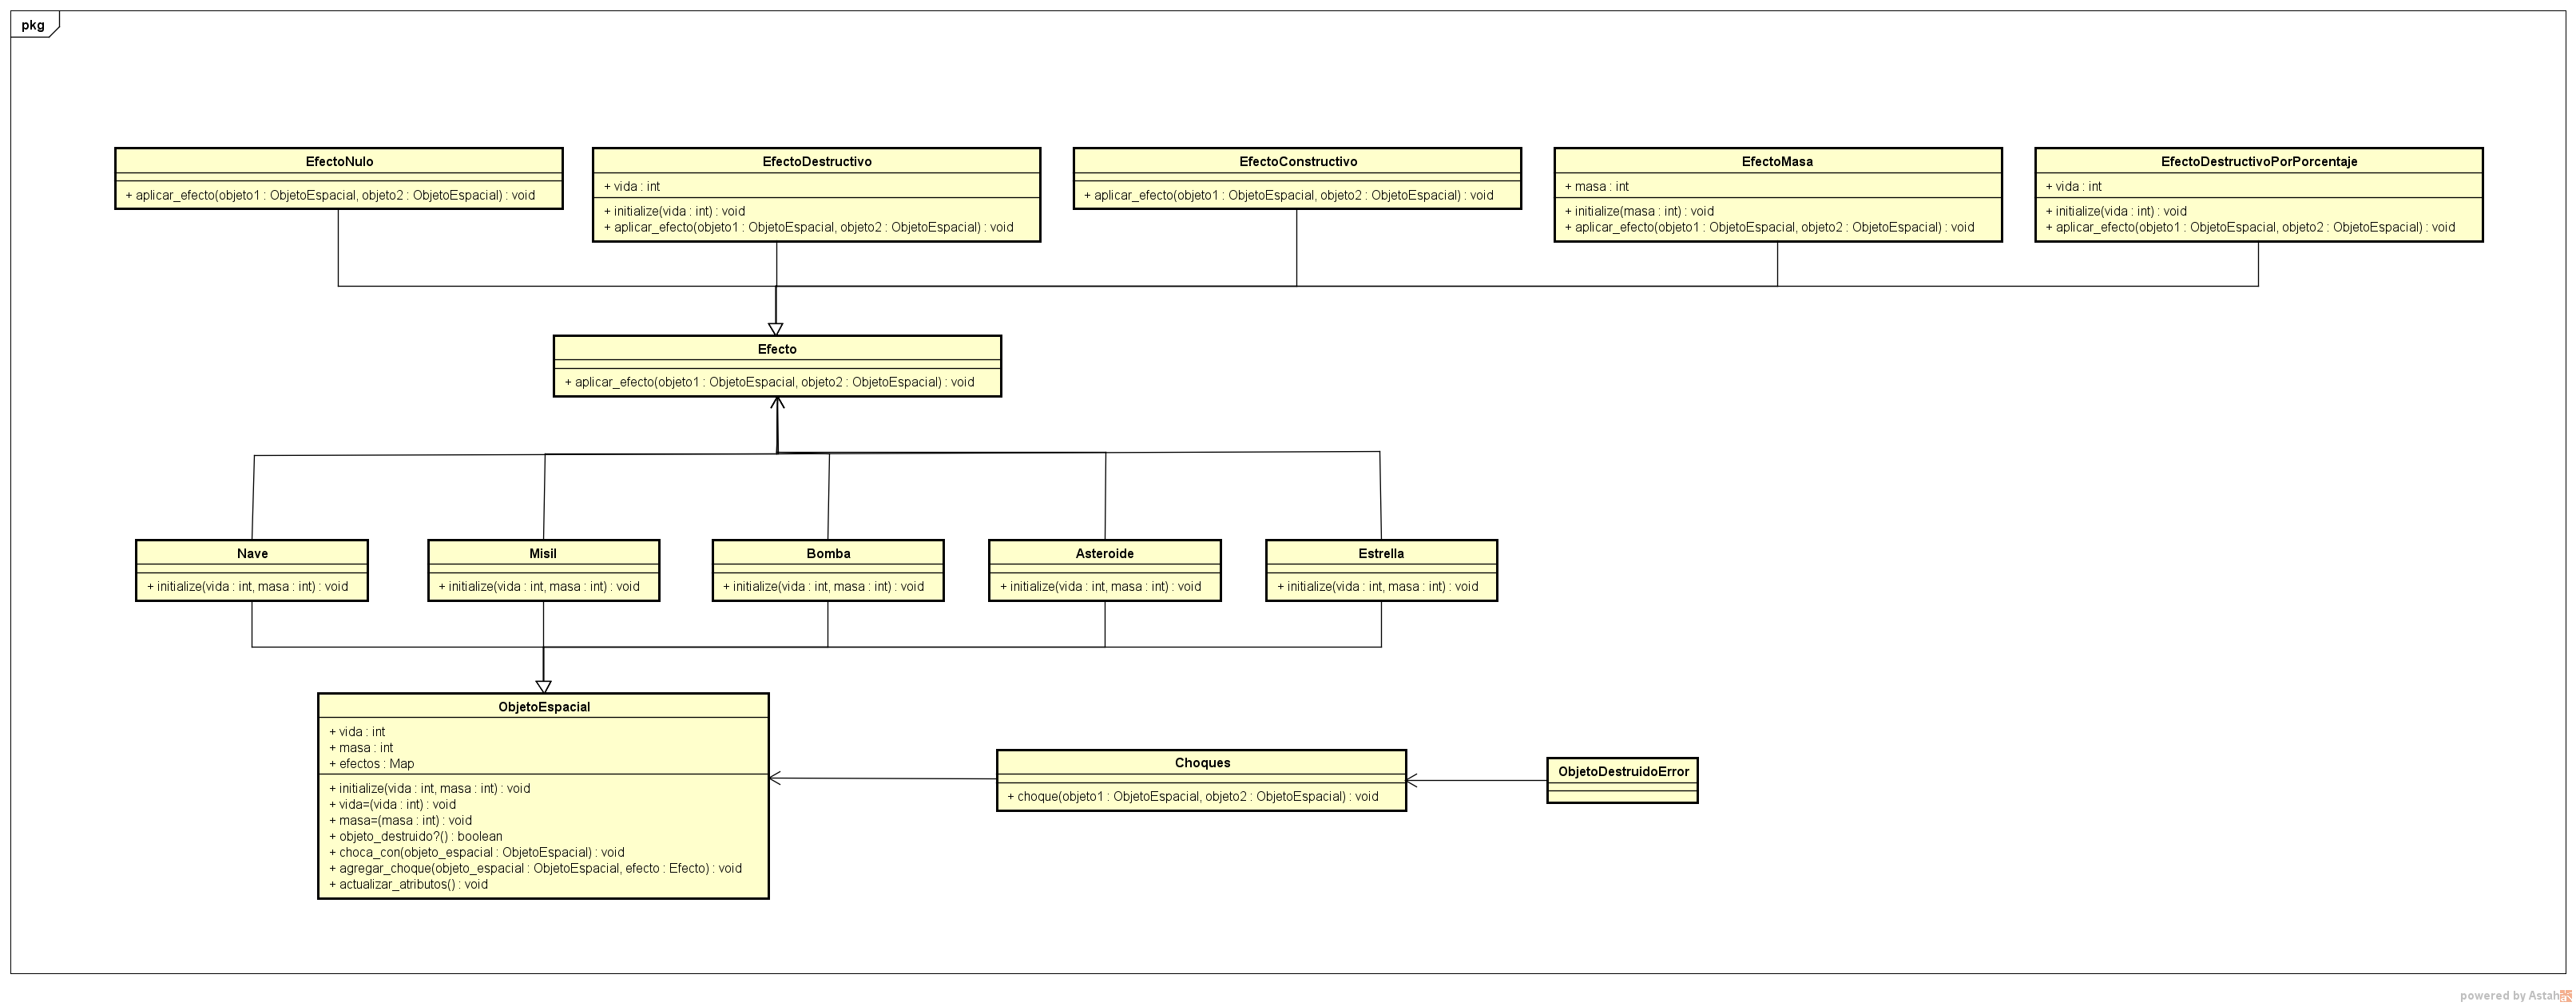 pkg
EfectoNulo
+ aplicar_efecto(objeto1 : ObjetoEspacial, objeto2 : ObjetoEspacial) : void
EfectoDestructivo
+ vida : int
+ initialize(vida : int) : void
+ aplicar_efecto(objeto1 : ObjetoEspacial, objeto2 : ObjetoEspacial) : void
EfectoConstructivo
+ aplicar_efecto(objeto1 : ObjetoEspacial, objeto2 : ObjetoEspacial) : void
EfectoMasa
+ masa : int
+ initialize(masa : int) : void
+ aplicar_efecto(objeto1 : ObjetoEspacial, objeto2 : ObjetoEspacial) : void
EfectoDestructivoPorPorcentaje
+ vida : int
+ initialize(vida : int) : void
+ aplicar_efecto(objeto1 : ObjetoEspacial, objeto2 : ObjetoEspacial) : void
Efecto
+ aplicar_efecto(objeto1 : ObjetoEspacial, objeto2 : ObjetoEspacial) : void
Nave
+ initialize(vida : int, masa : int) : void
Misil
+ initialize(vida : int, masa : int) : void
Bomba
+ initialize(vida : int, masa : int) : void
Asteroide
+ initialize(vida : int, masa : int) : void
Estrella
+ initialize(vida : int, masa : int) : void
ObjetoEspacial
+ vida : int
+ masa : int
+ efectos : Map
+ initialize(vida : int, masa : int) : void
+ vida=(vida : int) : void
+ masa=(masa : int) : void
+ objeto_destruido?() : boolean
+ choca_con(objeto_espacial : ObjetoEspacial) : void
+ agregar_choque(objeto_espacial : ObjetoEspacial, efecto : Efecto) : void
+ actualizar_atributos() : void
Choques
+ choque(objeto1 : ObjetoEspacial, objeto2 : ObjetoEspacial) : void
ObjetoDestruidoError
powered by Astah